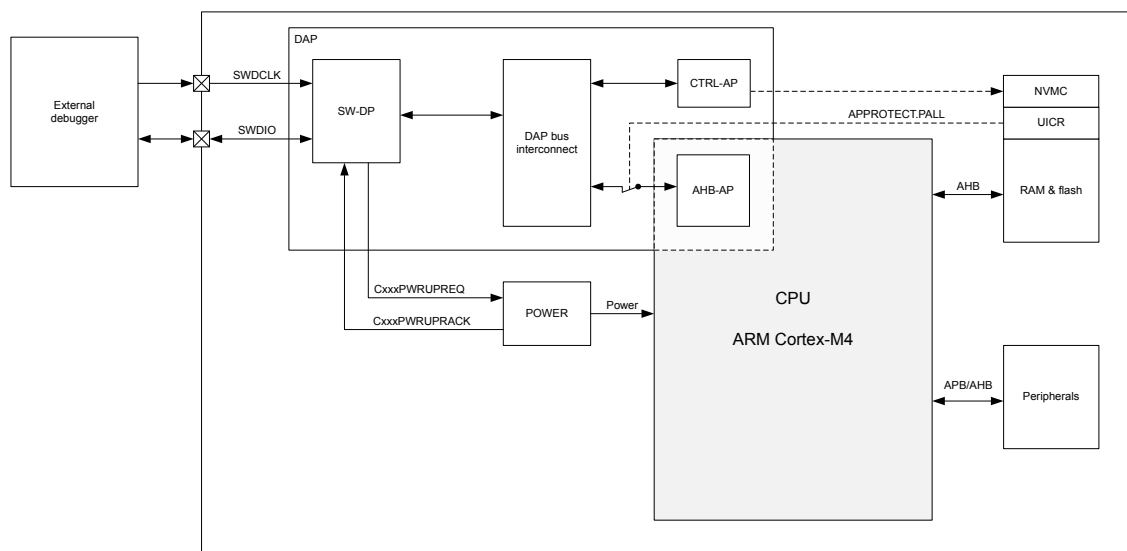 DAP
External
debugger
SWDCLK
SWDIO
SW-DP
DAP bus
interconnect
CTRL-AP
NVMC
UICR
APPROTECT.PALL
AHB-AP
RAM & flash
AHB
CxxxPWRUPREQ
CxxxPWRUPRACK
POWER
Power
CPU
ARM Cortex-M4
APB/AHB
Peripherals